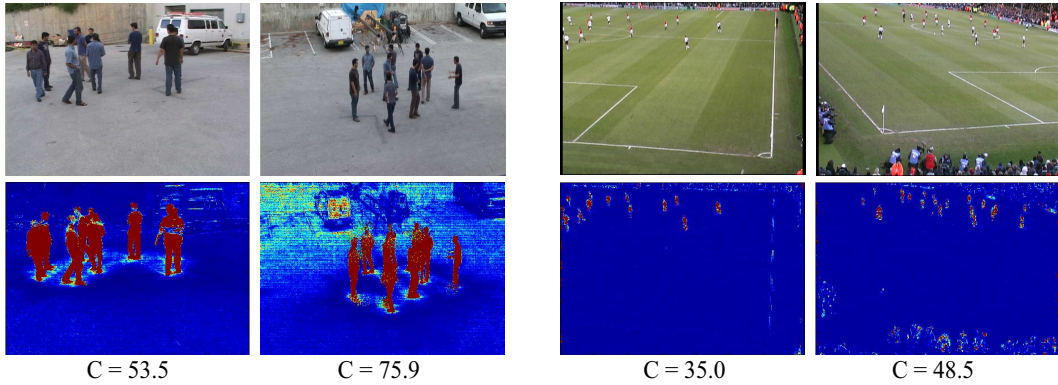 C = 53.5
C = 75.9
C = 35.0
C = 48.5